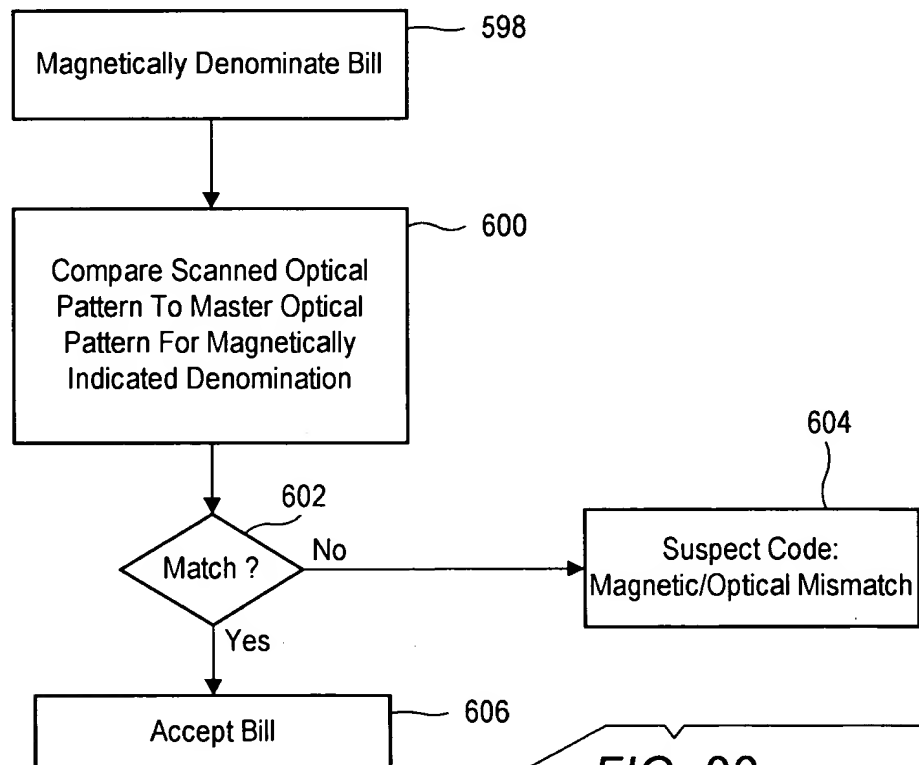 598
Magnetically Denominate Bill
600
Compare Scanned Optical
Pattern To Master Optical
Pattern For Magnetically
Indicated Denomination
604
602
Match ?
No
Suspect Code:
Magnetic/Optical Mismatch
Yes
606
Accept Bill
FIG.